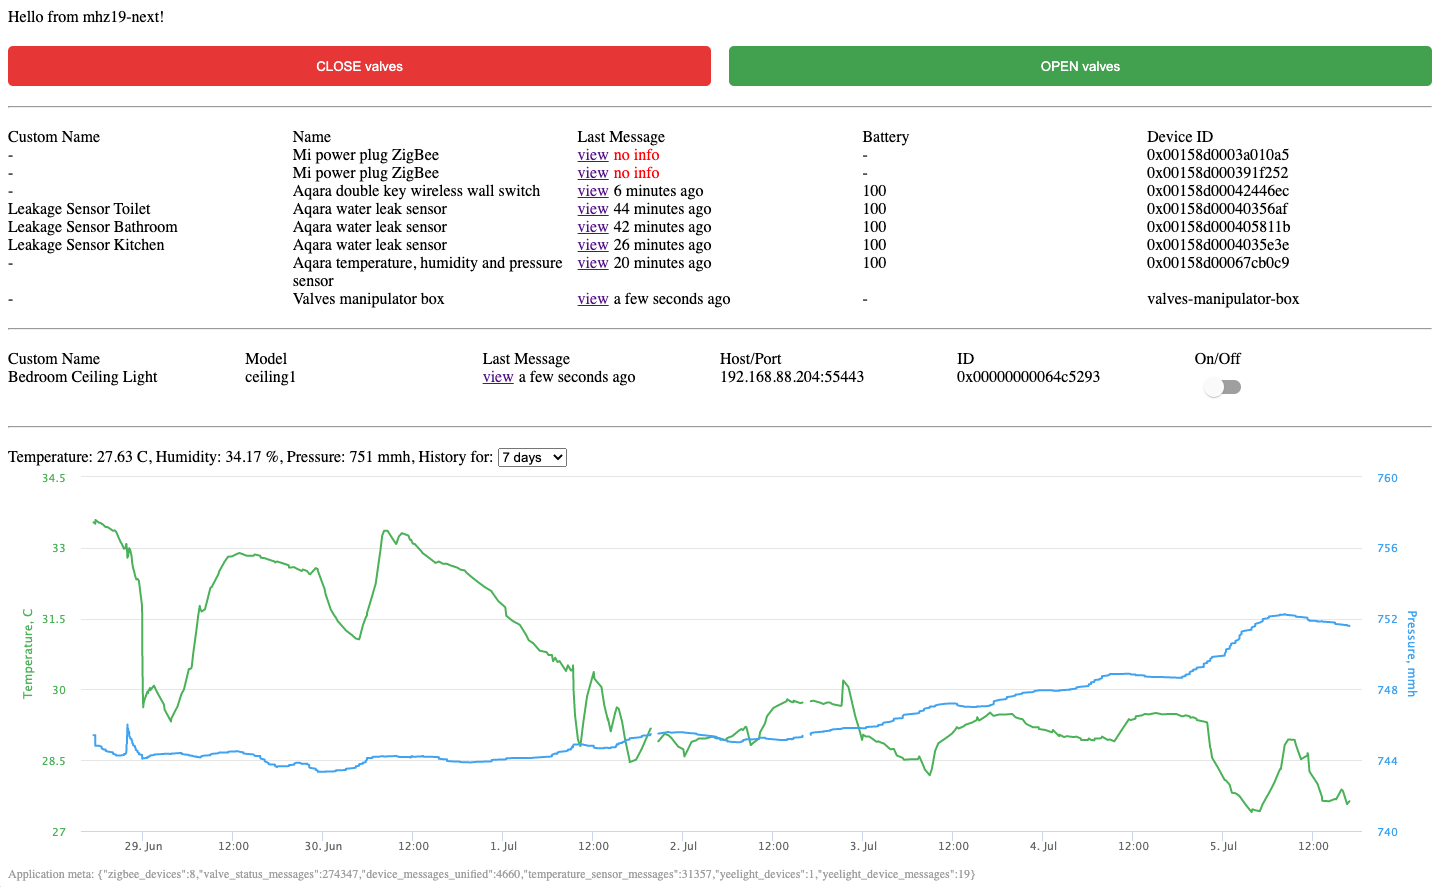 Hello from mhz19-next!
CLOSE valves OPEN valves
Custom Name Name Last Message Battery Device ID
- Mi power plug ZigBee view no info - 0x00158d0003a010a5
- Mi power plug ZigBee view no info - 0x00158d000391f252
- Aqara double key wireless wall switch view 6 minutes ago 100 0x00158d00042446ec
Leakage Sensor Toilet Aqara water leak sensor view 44 minutes ago 100 0x00158d00040356af
Leakage Sensor Bathroom Aqara water leak sensor view 42 minutes ago 100 0x00158d000405811b
Leakage Sensor Kitchen Aqara water leak sensor view 26 minutes ago 100 0x00158d0004035e3e
- Aqara temperature, humidity and pressure view 20 minutes ago 100 0x00158d00067cb0c9
sensor
- Valves manipulator box view a few seconds ago - valves-manipulator-box
Custom Name Model Last Message Host/Port ID On/Off
Bedroom Ceiling Light ceiling1 view a few seconds ago 192.168.88.204:55443 0x00000000064c5293
Temperature: 27.63 C, Humidity: 34.17 %, Pressure: 751 mmh, History for: 7 days
34.5 760
33 756
31.5 752
Temperature, C Pressure, mmh
30 748
28.5 744
27 740
29. Jun 12:00 30. Jun 12:00 1. Jul 12:00 2. Jul 12:00 3. Jul 12:00 4. Jul 12:00 5. Jul 12:00
Application meta: {"zigbee_devices":8,"valve_status_messages":274347,"device_messages_unified":4660,"temperature_sensor_messages":31357,"yeelight_devices":1,"yeelight_device_messages":19}